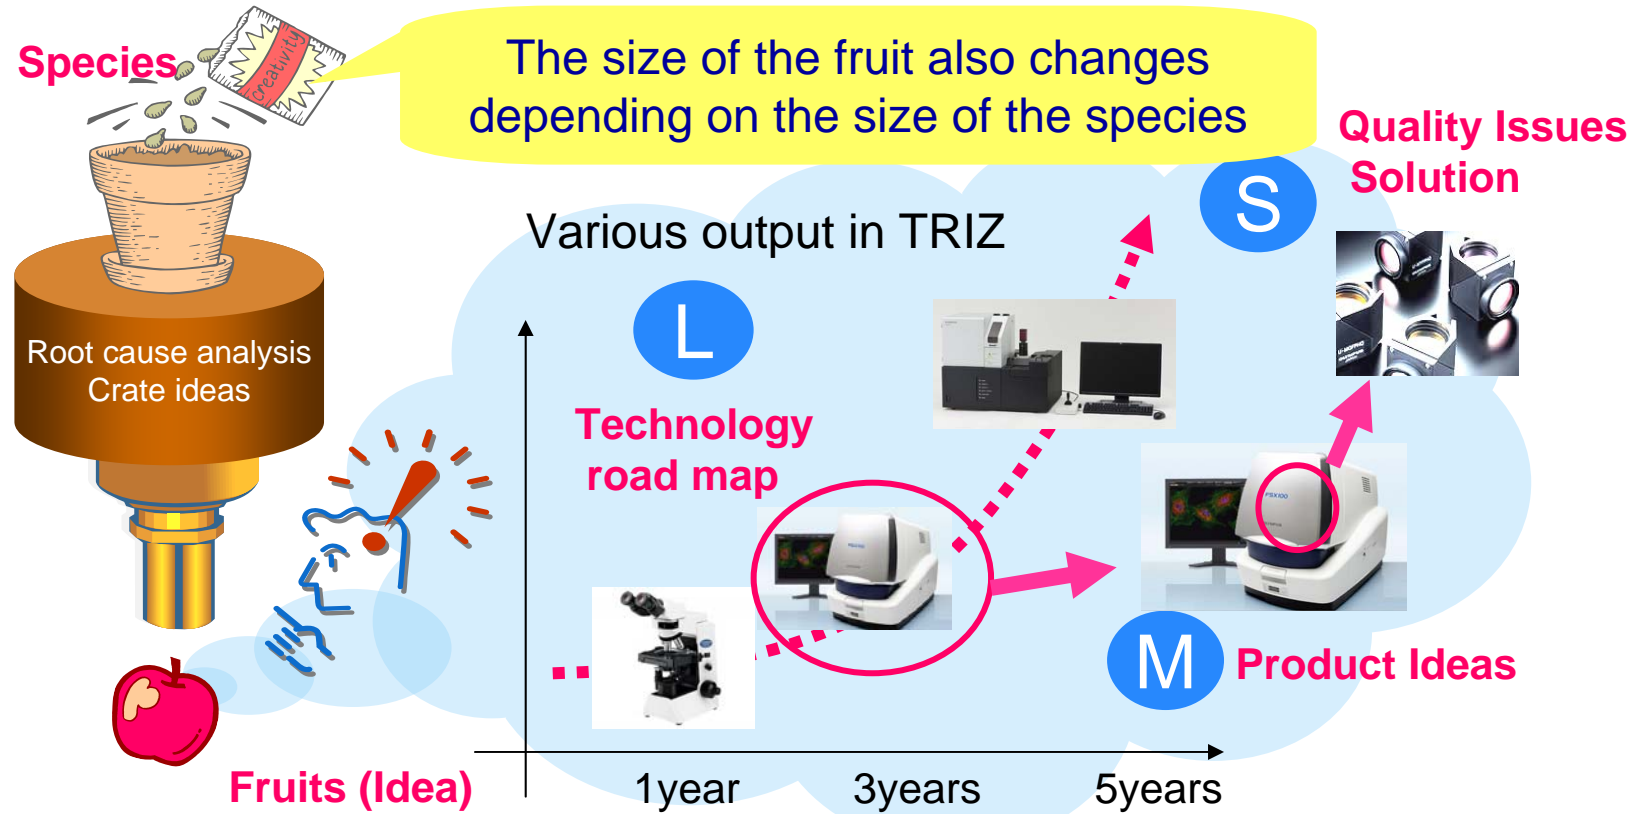 Species
creativity
The size of the fruit also changes
depending on the size of the species
Quality Issues
Solution
S
Various output in TRIZ
L
Root cause analysis
Crate ideas
Technology
road map
FSX100
M
Product Ideas
Fruits (Idea)
1year
3years
5years